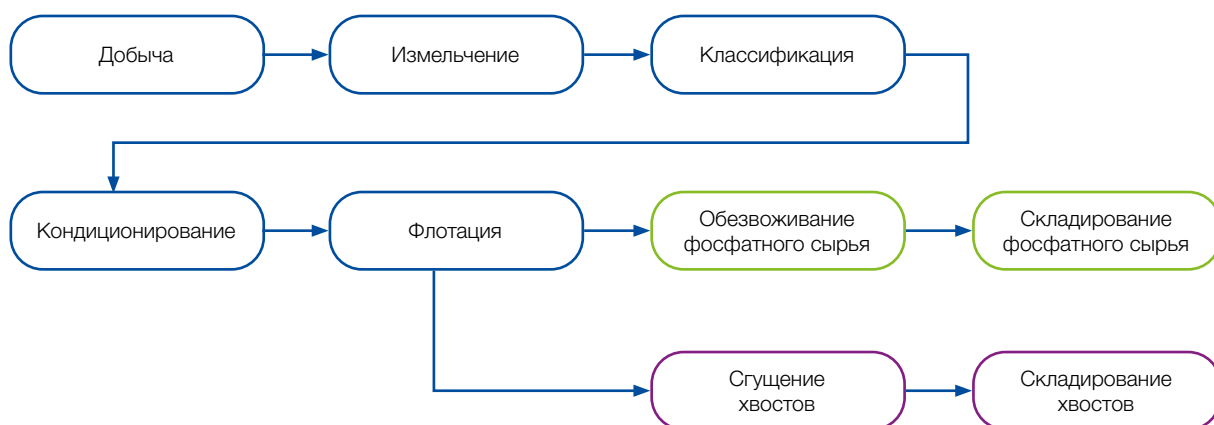 Добыча
Измельчение
Классификация
Кондиционирование
Флотация
Обезвоживание
фосфатного сырья
Складирование
фосфатного сырья
Сгущение
хвостов
Складирование
хвостов